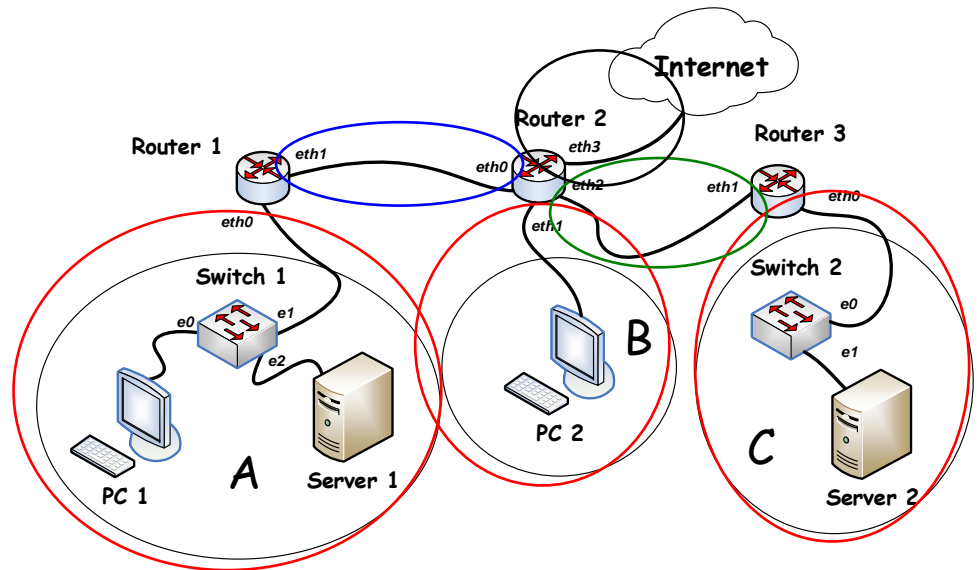 Internet
Router 2
Router 1
Router 3
eth3
eth1
eth0
eth2
eth1
eth0
eth0
eth1
Switch 1
Switch 2
e0
e1
e0
e2
B
e1
PC 2
A
C
PC 1
Server 1
Server 2